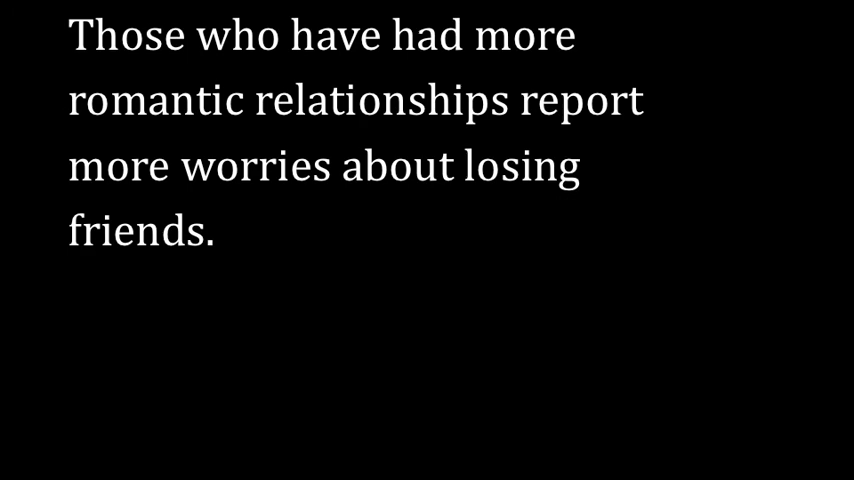 Those who have had more
romantic relationships report
more worries about losing
friends.